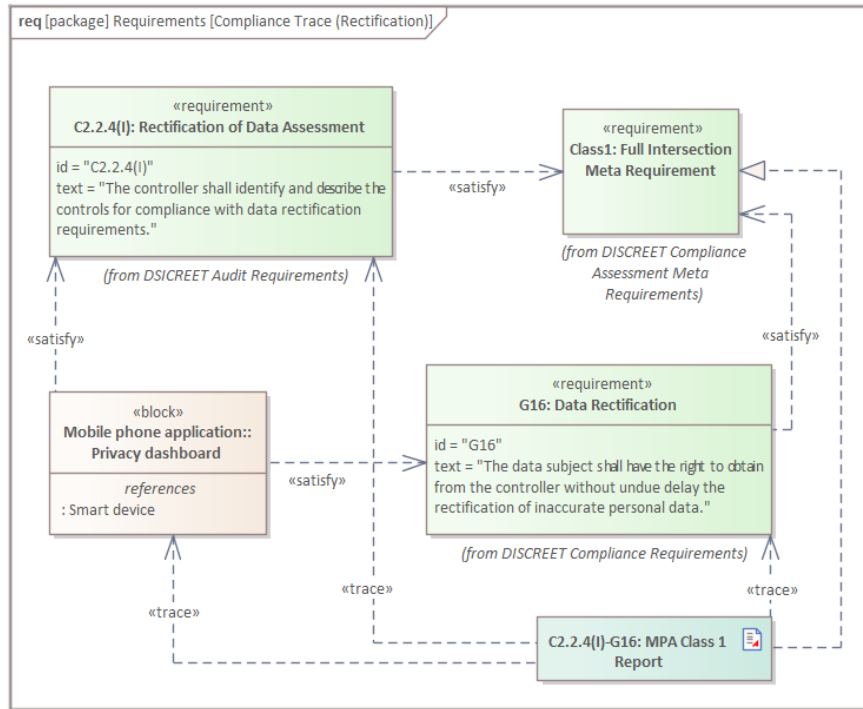 req [package] Requirements [Compliance Trace (Rectification)]
«requirement»
C2.2.4(I): Rectification of Data Assessment
id = "C2.2.4(I)"
text = "The controller shall identify and describe the
controls for compliance with data rectification
requirements."
(from DSICREET Audit Requirements)
«satisfy»
«requirement»
Class1: Full Intersection
Meta Requirement
(from DISCREET Compliance
Assessment Meta
Requirements)
«satisfy»
«satisfy»
«block»
Mobile phone application::
Privacy dashboard
references
: Smart device
«satisfy»
«requirement»
G16: Data Rectification
id = "G16"
text = "The data subject shall have the right to obtain
from the controller without undue delay the
rectification of inaccurate personal data."
(from DISCREET Compliance Requirements)
«trace»
«trace»
«trace»
C2.2.4(I)-G16: MPA Class 1
Report